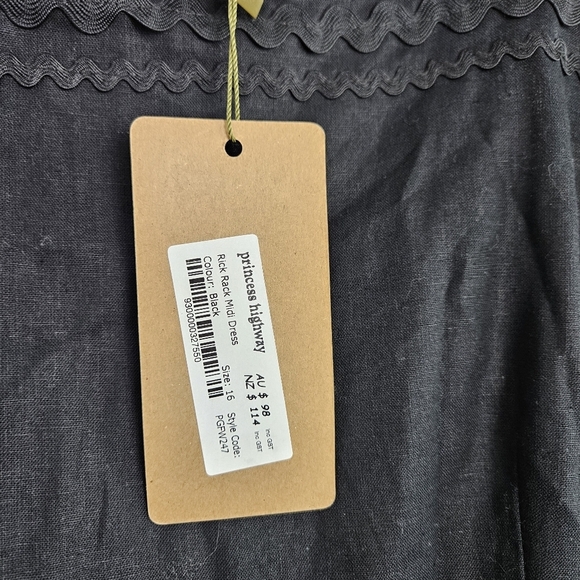 princess highway
AU $ 98 inc GST
NZ $ 114 inc GST
Rick Rack Midi Dress
Size: 16
Style Code:
Colour: Black
PGFW247
9300000327550